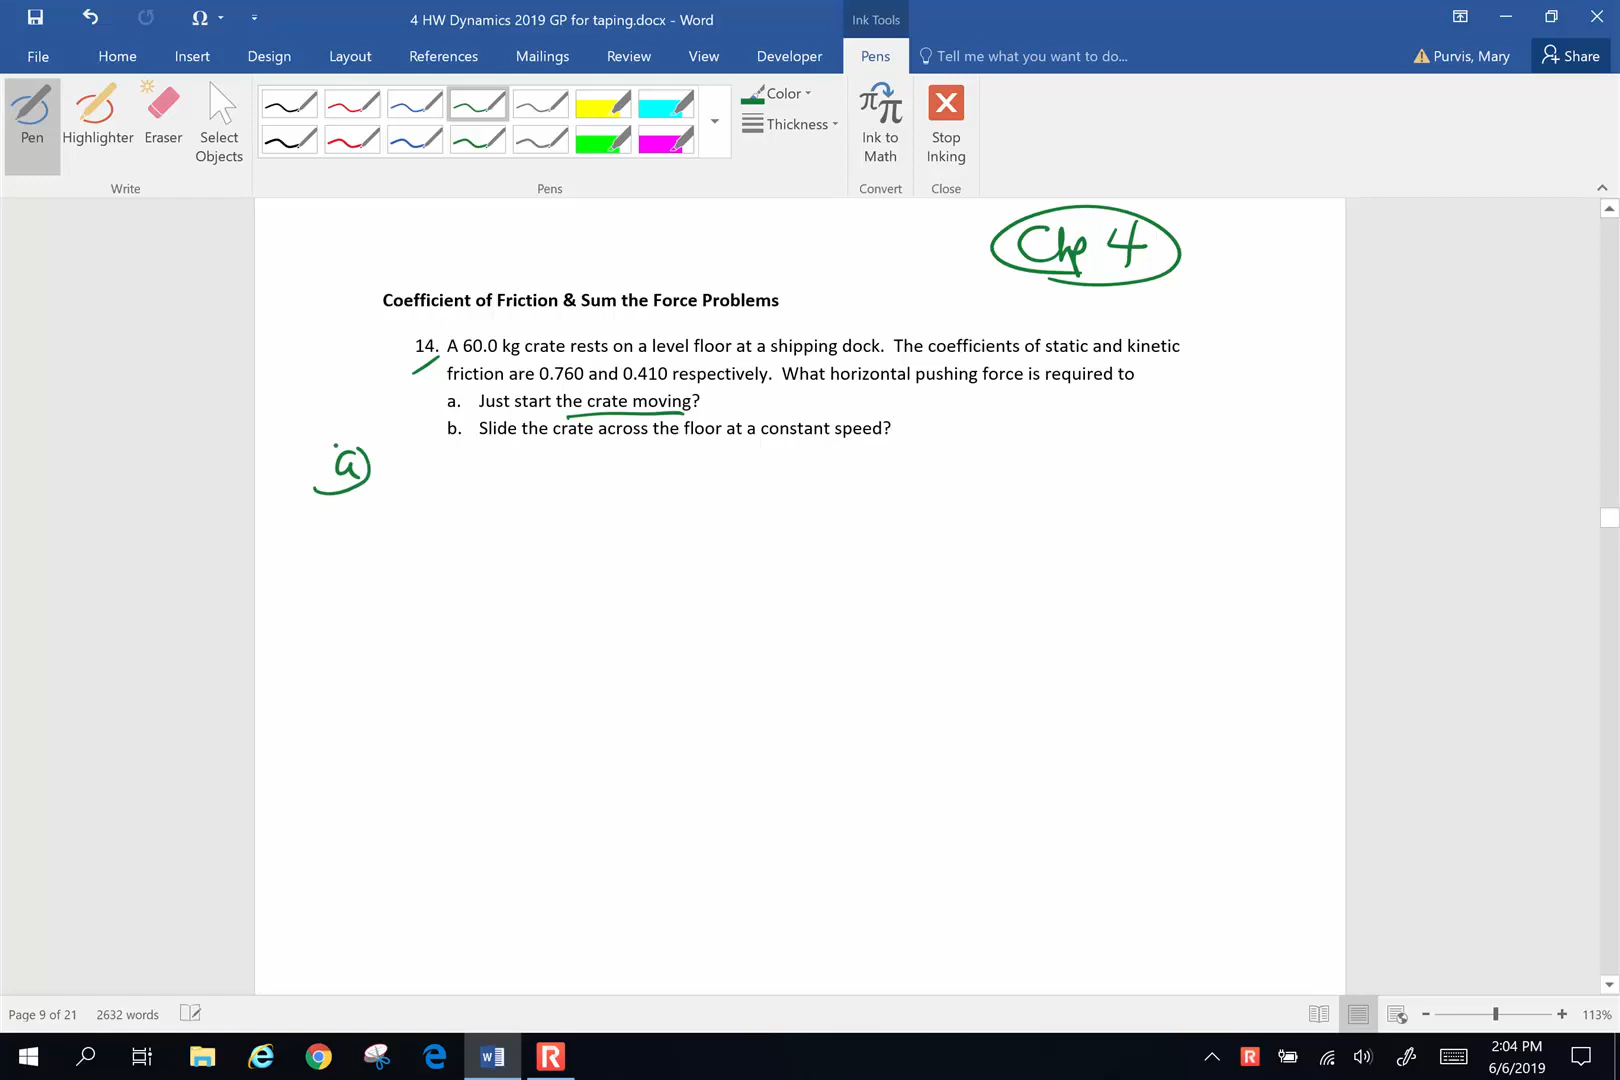 4 HW Dynamics 2019 GP for taping.docx - Word
Ink Tools
File Home Insert Design Layout References Mailings Review View Developer Pens Tell me what you want to do... Purvis, Mary Share
Pen Highlighter Eraser Select Objects
Write
Pens
Color
Thickness
Ink to Math
Convert
Stop Inking
Close
Chp 4
Coefficient of Friction & Sum the Force Problems
14. A 60.0 kg crate rests on a level floor at a shipping dock. The coefficients of static and kinetic
friction are 0.760 and 0.410 respectively. What horizontal pushing force is required to
a. Just start the crate moving?
b. Slide the crate across the floor at a constant speed?
a)
Page 9 of 21 2632 words 113%
2:04 PM
6/6/2019